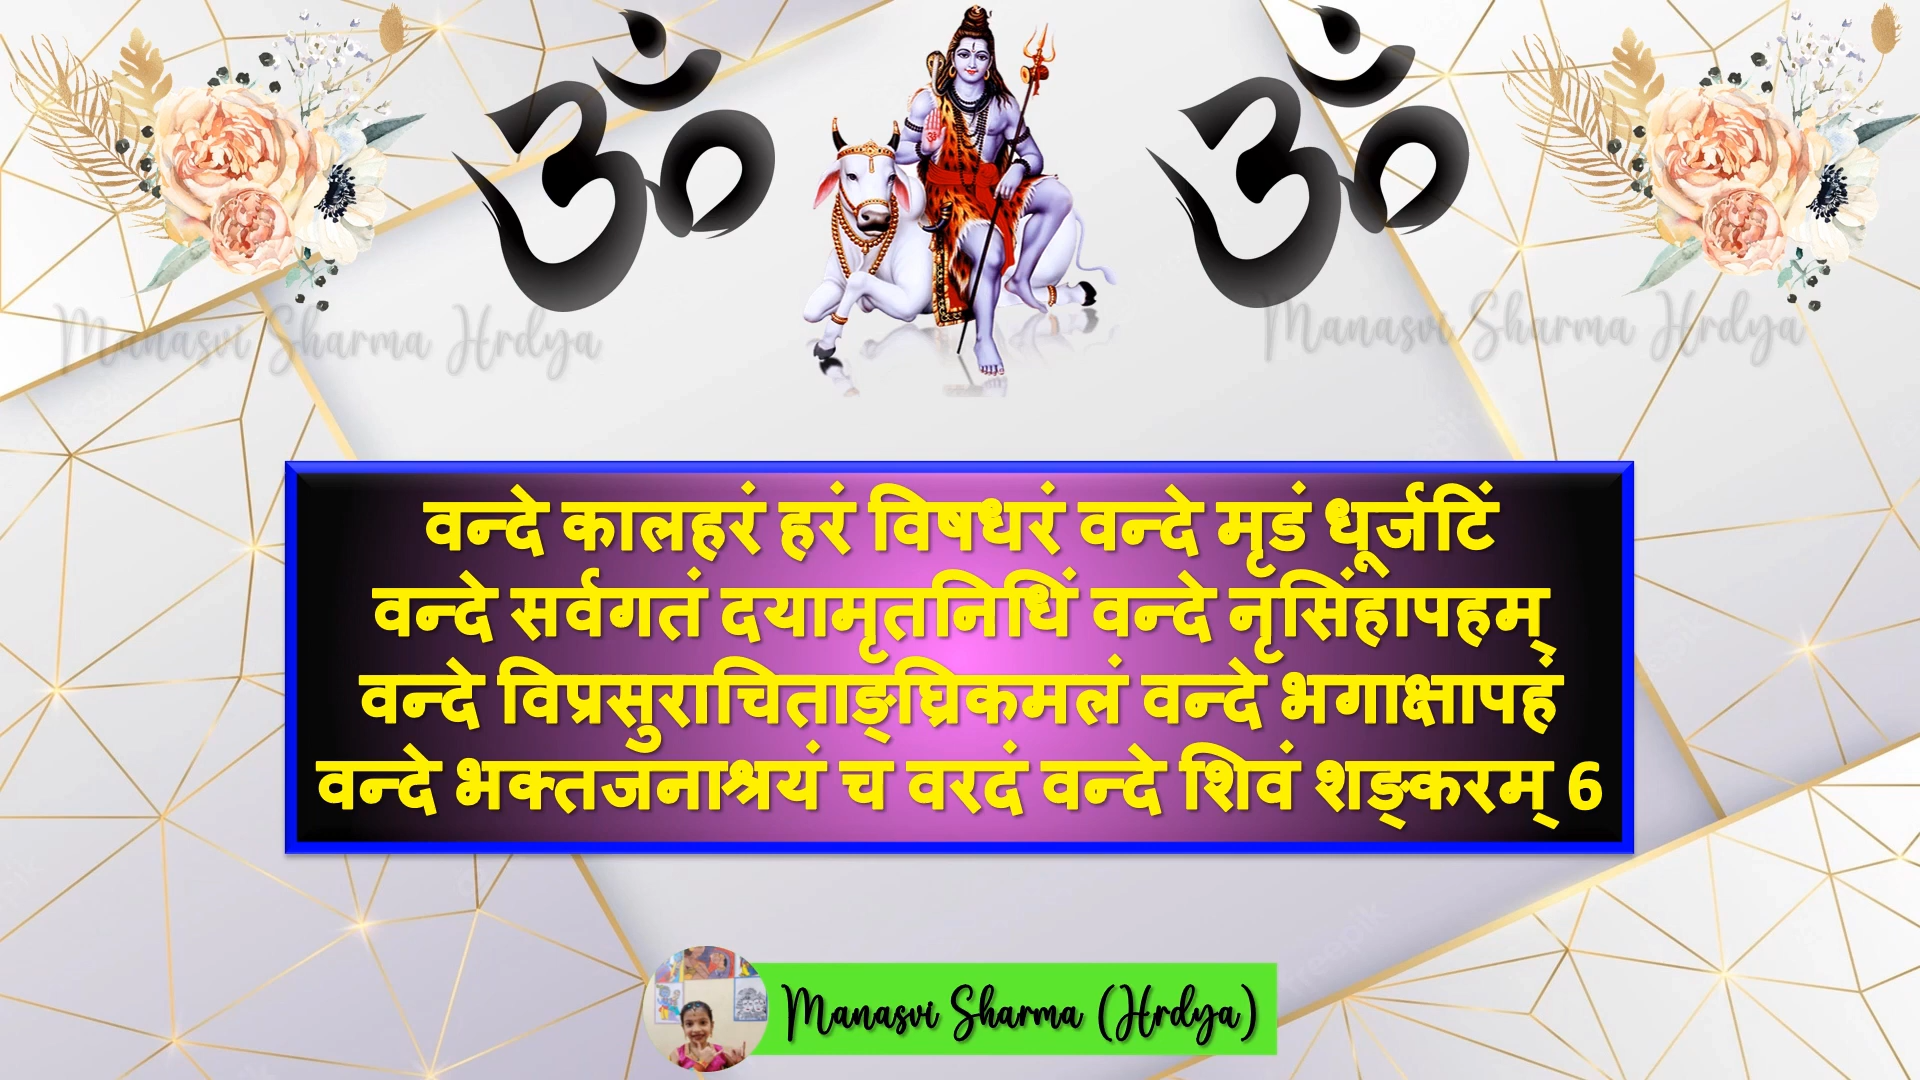 ॐ ॐ
Manasvi Sharma Hrdya Manasvi Sharma Hrdya
वन्दे कालहरं हरं विषधरं वन्दे मृडं धूर्जटिं
वन्दे सर्वगतं दयामृतनिधिं वन्दे नृसिंहापहम्
वन्दे विप्रसुराचिताङ्घ्रिकमलं वन्दे भगाक्षापहं
वन्दे भक्तजनाश्रयं च वरदं वन्दे शिवं शङ्करम् 6
Manasvi Sharma (Hrdya)